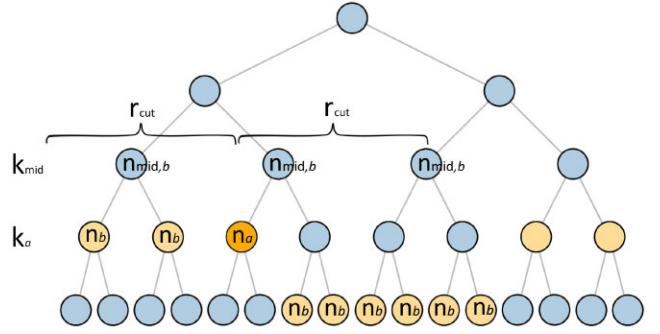 r_cut r_cut
k_mid n_mid,b n_mid,b n_mid,b
k_a n_b n_b n_a
n_b n_b n_b n_b n_b n_b